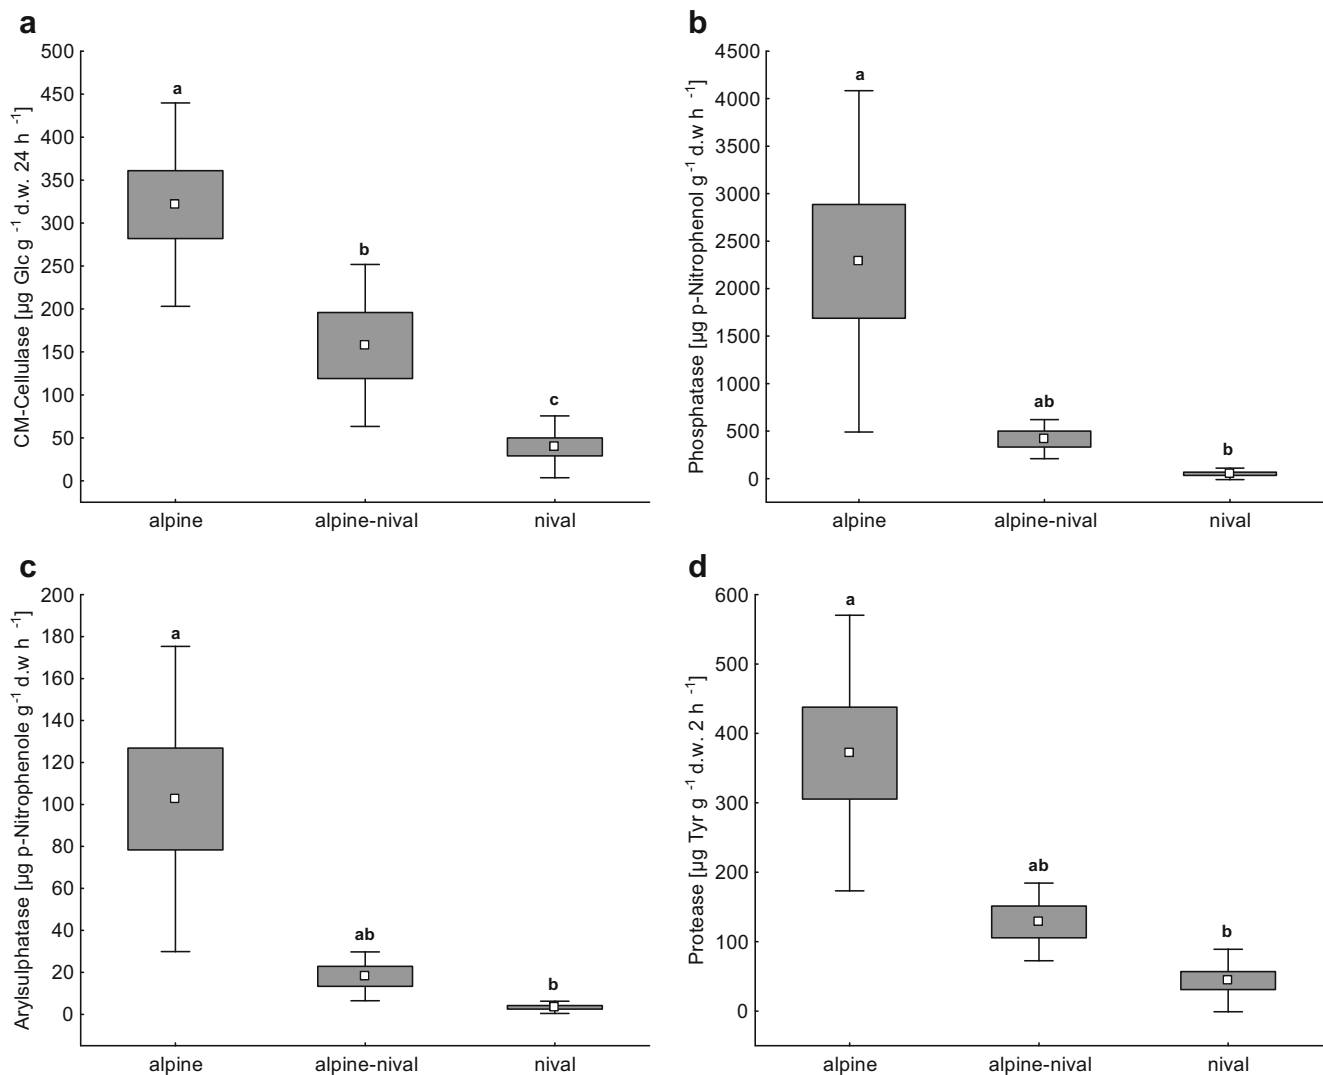 a
CM-Cellulase [µg Glc g⁻¹ d.w. 24 h⁻¹]
500
450
400
350
300
250
200
150
100
50
0
a
b
c
alpine
alpine-nival
nival
b
Phosphatase [µg p-Nitrophenol g⁻¹ d.w h⁻¹]
4500
4000
3500
3000
2500
2000
1500
1000
500
0
a
ab
b
alpine
alpine-nival
nival
c
Arylsulphatase [µg p-Nitrophenole g⁻¹ d.w h⁻¹]
200
180
160
140
120
100
80
60
40
20
0
a
ab
b
alpine
alpine-nival
nival
d
Protease [µg Tyr g⁻¹ d.w. 2 h⁻¹]
600
500
400
300
200
100
0
a
ab
b
alpine
alpine-nival
nival